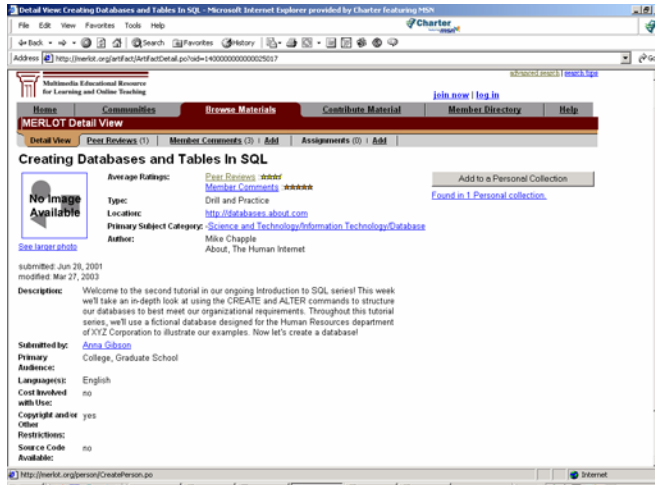 Detail View: Creating Databases and Tables In SQL - Microsoft Internet Explorer provided by Charter featuring MSN
File Edit View Favorites Tools Help
Charter
featuring msn
Back Search Favorites History
Address http://merlot.org/artifact/ArtifactDetail.po?oid=1400000000000025017 Go
Multimedia Educational Resource
for Learning and Online Teaching
advanced search | search tips
join now | log in
Home Communities Browse Materials Contribute Material Member Directory Help
MERLOT Detail View
Detail View Peer Reviews (1) Member Comments (3) | Add Assignments (0) | Add
Creating Databases and Tables In SQL
No Image
Available
See larger photo
Average Ratings: Peer Reviews :
Member Comments :
Type: Drill and Practice
Location: http://databases.about.com
Primary Subject Category: -Science and Technology/Information Technology/Database
Author: Mike Chapple
About, The Human Internet
Add to a Personal Collection
Found in 1 Personal collection.
submitted: Jun 28, 2001
modified: Mar 27, 2003
Description: Welcome to the second tutorial in our ongoing Introduction to SQL series! This week
we'll take an in-depth look at using the CREATE and ALTER commands to structure
our databases to best meet our organizational requirements. Throughout this tutorial
series, we'll use a fictional database designed for the Human Resources department
of XYZ Corporation to illustrate our examples. Now let's create a database!
Submitted by: Anna Gibson
Primary
Audience: College, Graduate School
Language(s): English
Cost Involved
with Use: no
Copyright and/or
Other
Restrictions: yes
Source Code
Available: no
http://merlot.org/person/CreatePerson.po Internet